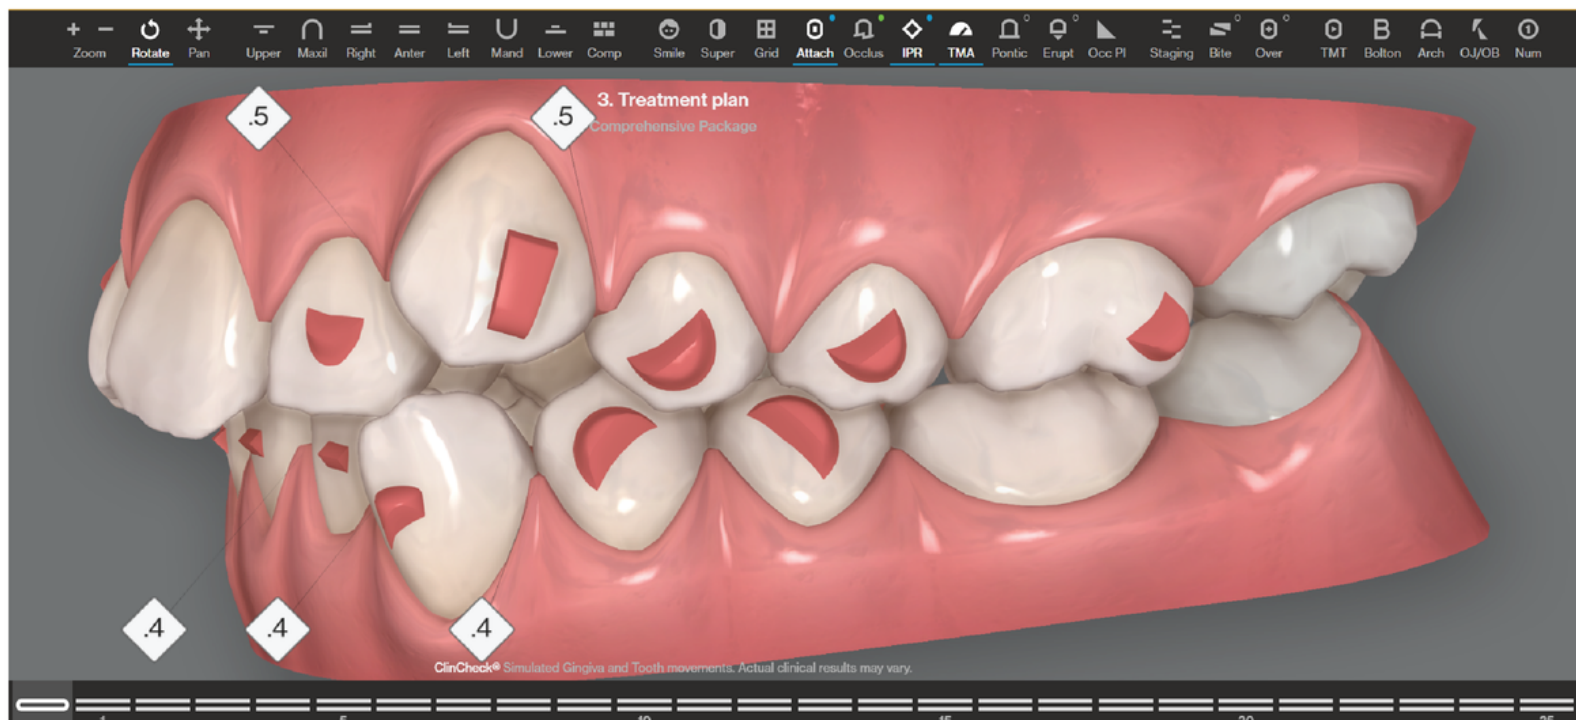 Zoom Rotate Pan Upper Maxil Right Anter Left Mand Lower Comp Smile Super Grid Attach Occlus IPR TMA Pontic Erupt Occ Pl Staging Bite Over TMT Bolton Arch OJ/OB Num
3. Treatment plan
Comprehensive Package
.5 .5
.4 .4 .4
ClinCheck® Simulated Gingiva and Tooth movements. Actual clinical results may vary.
1 5 10 15 20 25